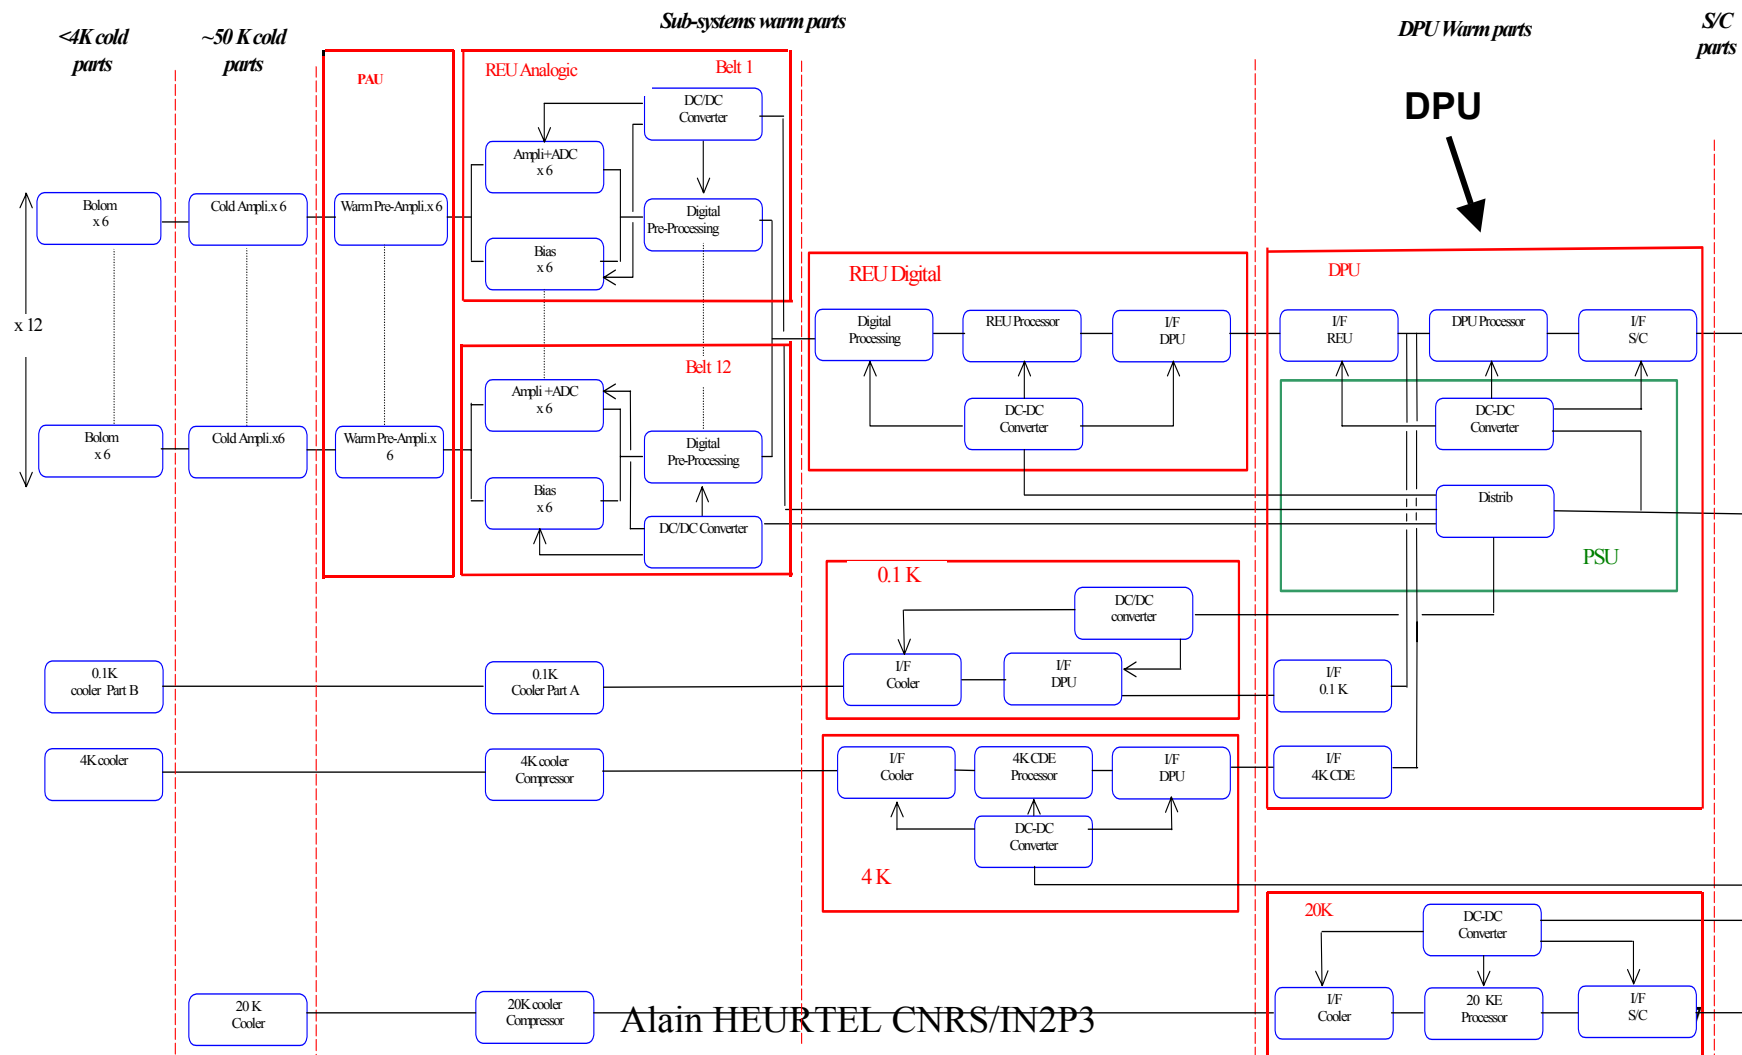 <4K cold
parts
~50 K cold
parts
Sub-systems warm parts
DPU Warm parts
S/C
parts
DPU
PAU
REU Analogic
Belt 1
DC/DC
Converter
Ampli+ADC
x 6
Bolom
x 6
Cold Ampli.x 6
Warm Pre-Ampli.x 6
Digital
Pre-Processing
Bias
x 6
x 12
REU Digital
DPU
Digital
Processing
REU Processor
I/F
DPU
I/F
REU
DPU Processor
I/F
S/C
Belt 12
Ampli +ADC
x 6
DC-DC
Converter
DC-DC
Converter
Bolom
x 6
Cold Ampli.x6
Warm Pre-Ampli.x
6
Digital
Pre-Processing
Bias
x 6
DC/DC Converter
Distrib
PSU
0.1 K
DC/DC
converter
0.1K
cooler Part B
0.1K
Cooler Part A
I/F
Cooler
I/F
DPU
I/F
0.1 K
4K cooler
4K cooler
Compressor
I/F
Cooler
4K CDE
Processor
I/F
DPU
I/F
4K CDE
DC-DC
Converter
4 K
20K
DC-DC
Converter
20 K
Cooler
20K cooler
Compressor
I/F
Cooler
20 KE
Processor
I/F
S/C
Alain HEURTEL CNRS/IN2P3